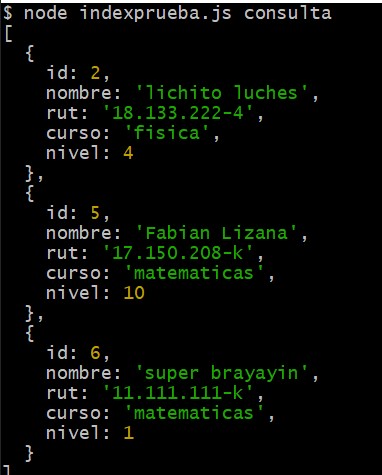 $ node indexprueba.js consulta
[
  {
    id: 2,
    nombre: 'lichito luches',
    rut: '18.133.222-4',
    curso: 'fisica',
    nivel: 4
  },
  {
    id: 5,
    nombre: 'Fabian Lizana',
    rut: '17.150.208-k',
    curso: 'matematicas',
    nivel: 10
  },
  {
    id: 6,
    nombre: 'super brayayin',
    rut: '11.111.111-k',
    curso: 'matematicas',
    nivel: 1
  }
]